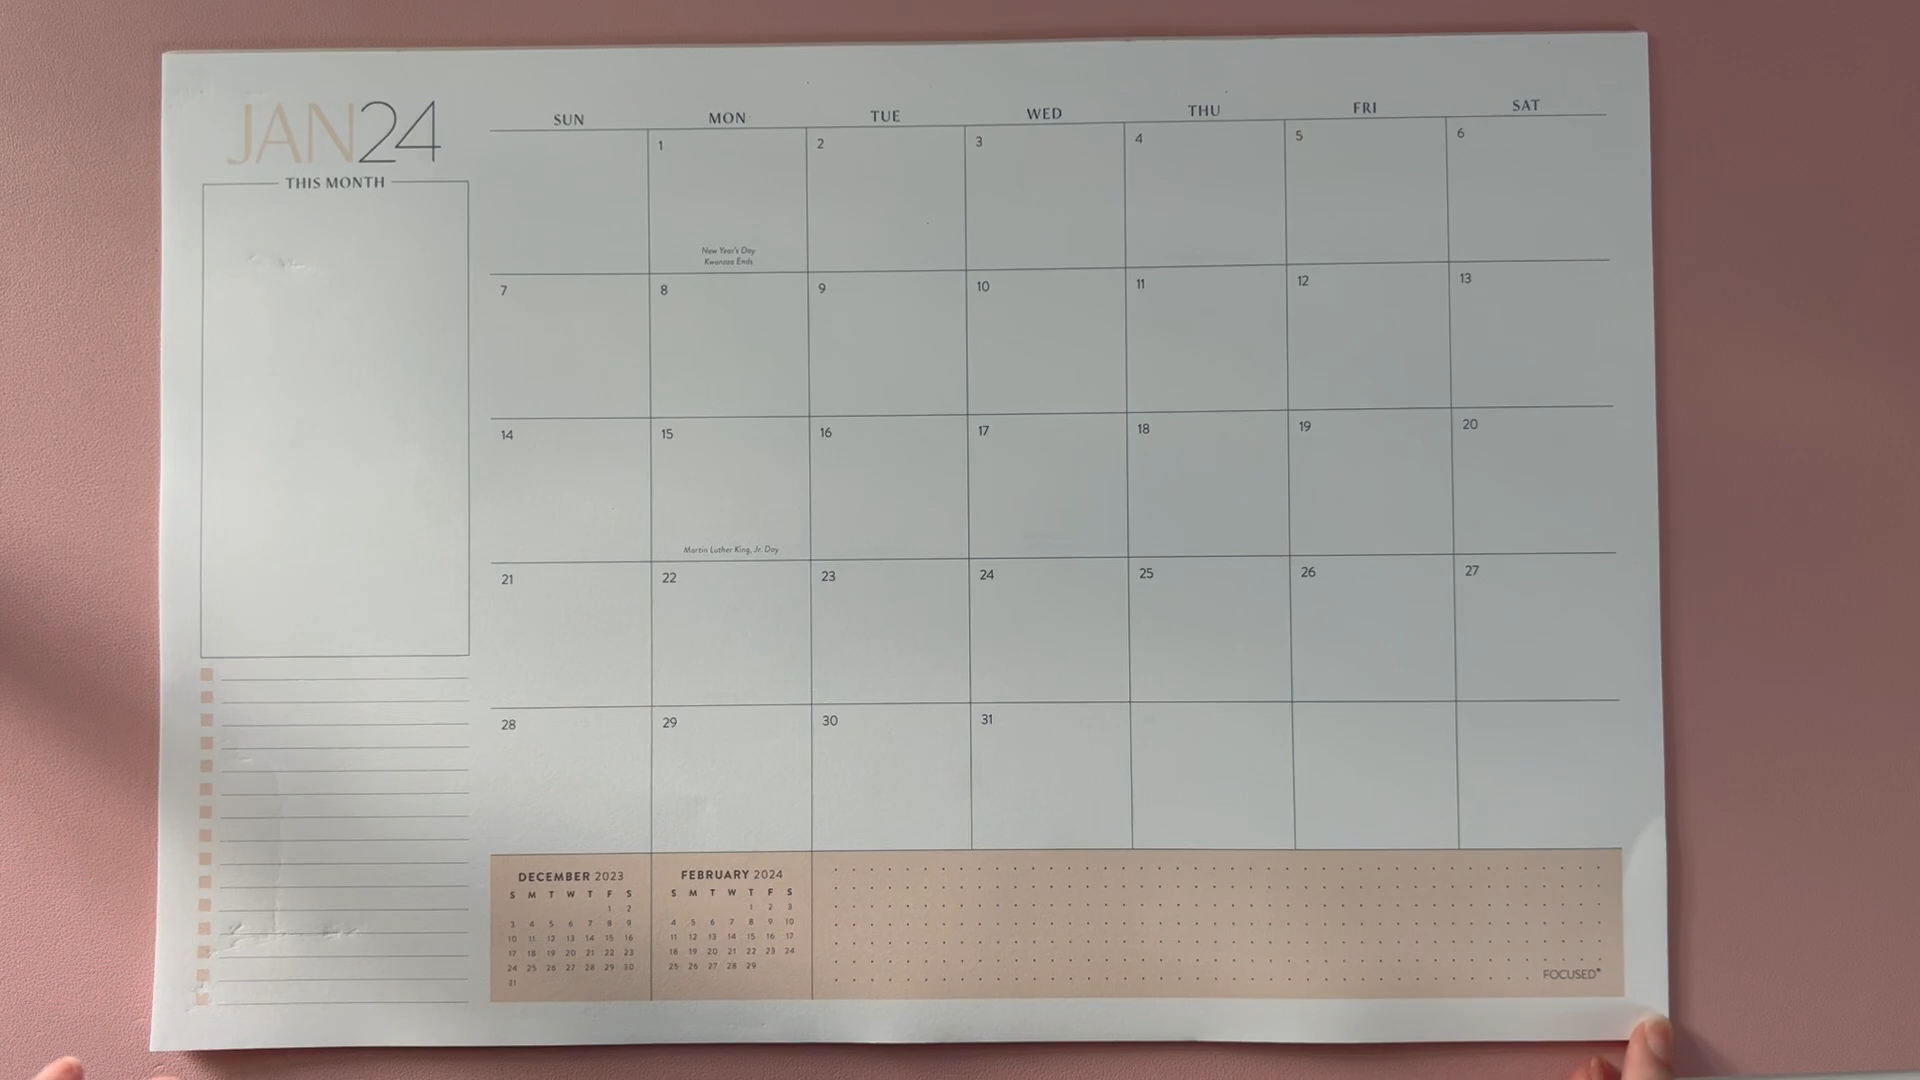 JAN24
THIS MONTH
SUN MON TUE WED THU FRI SAT
1 2 3 4 5 6
New Year's Day
Kwanzaa Ends
7 8 9 10 11 12 13
14 15 16 17 18 19 20
Martin Luther King, Jr. Day
21 22 23 24 25 26 27
28 29 30 31
DECEMBER 2023
S M T W T F S
1 2
3 4 5 6 7 8 9
10 11 12 13 14 15 16
17 18 19 20 21 22 23
24 25 26 27 28 29 30
31
FEBRUARY 2024
S M T W T F S
1 2 3
4 5 6 7 8 9 10
11 12 13 14 15 16 17
18 19 20 21 22 23 24
25 26 27 28 29
FOCUSED